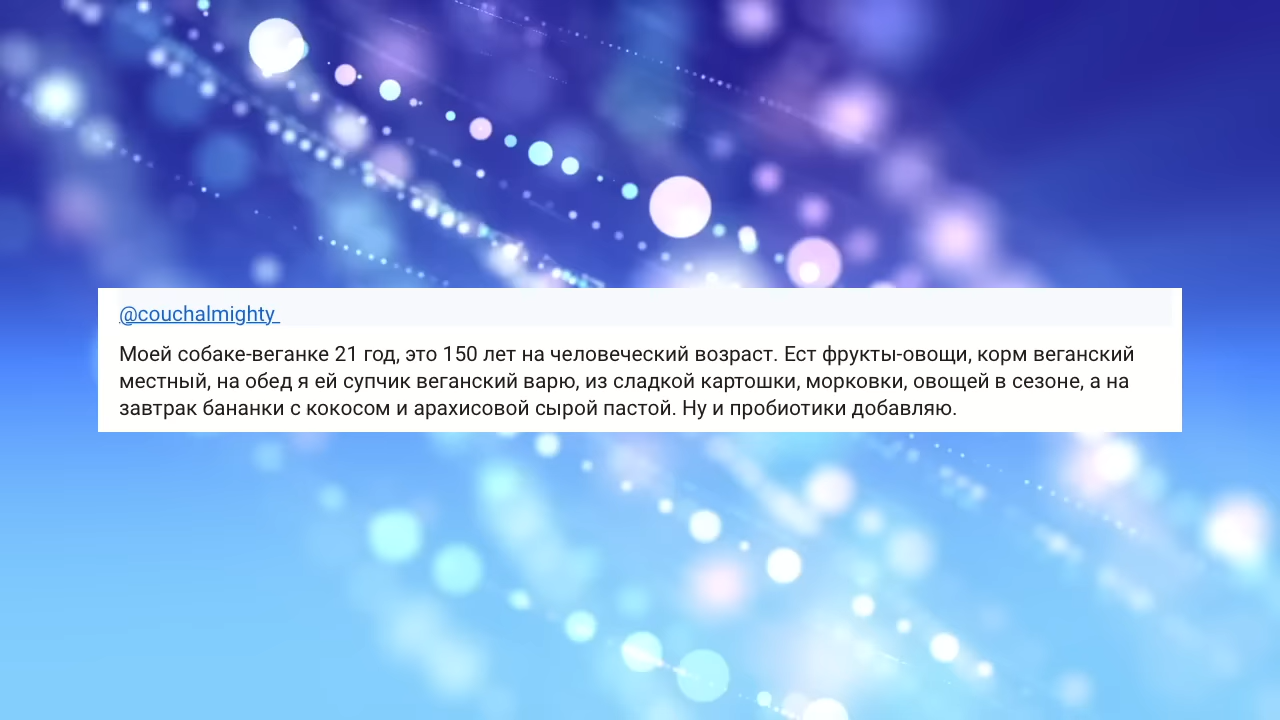 @couchalmighty
Моей собаке-веганке 21 год, это 150 лет на человеческий возраст. Ест фрукты-овощи, корм веганский
местный, на обед я ей супчик веганский варю, из сладкой картошки, морковки, овощей в сезоне, а на
завтрак бананки с кокосом и арахисовой сырой пастой. Ну и пробиотики добавляю.